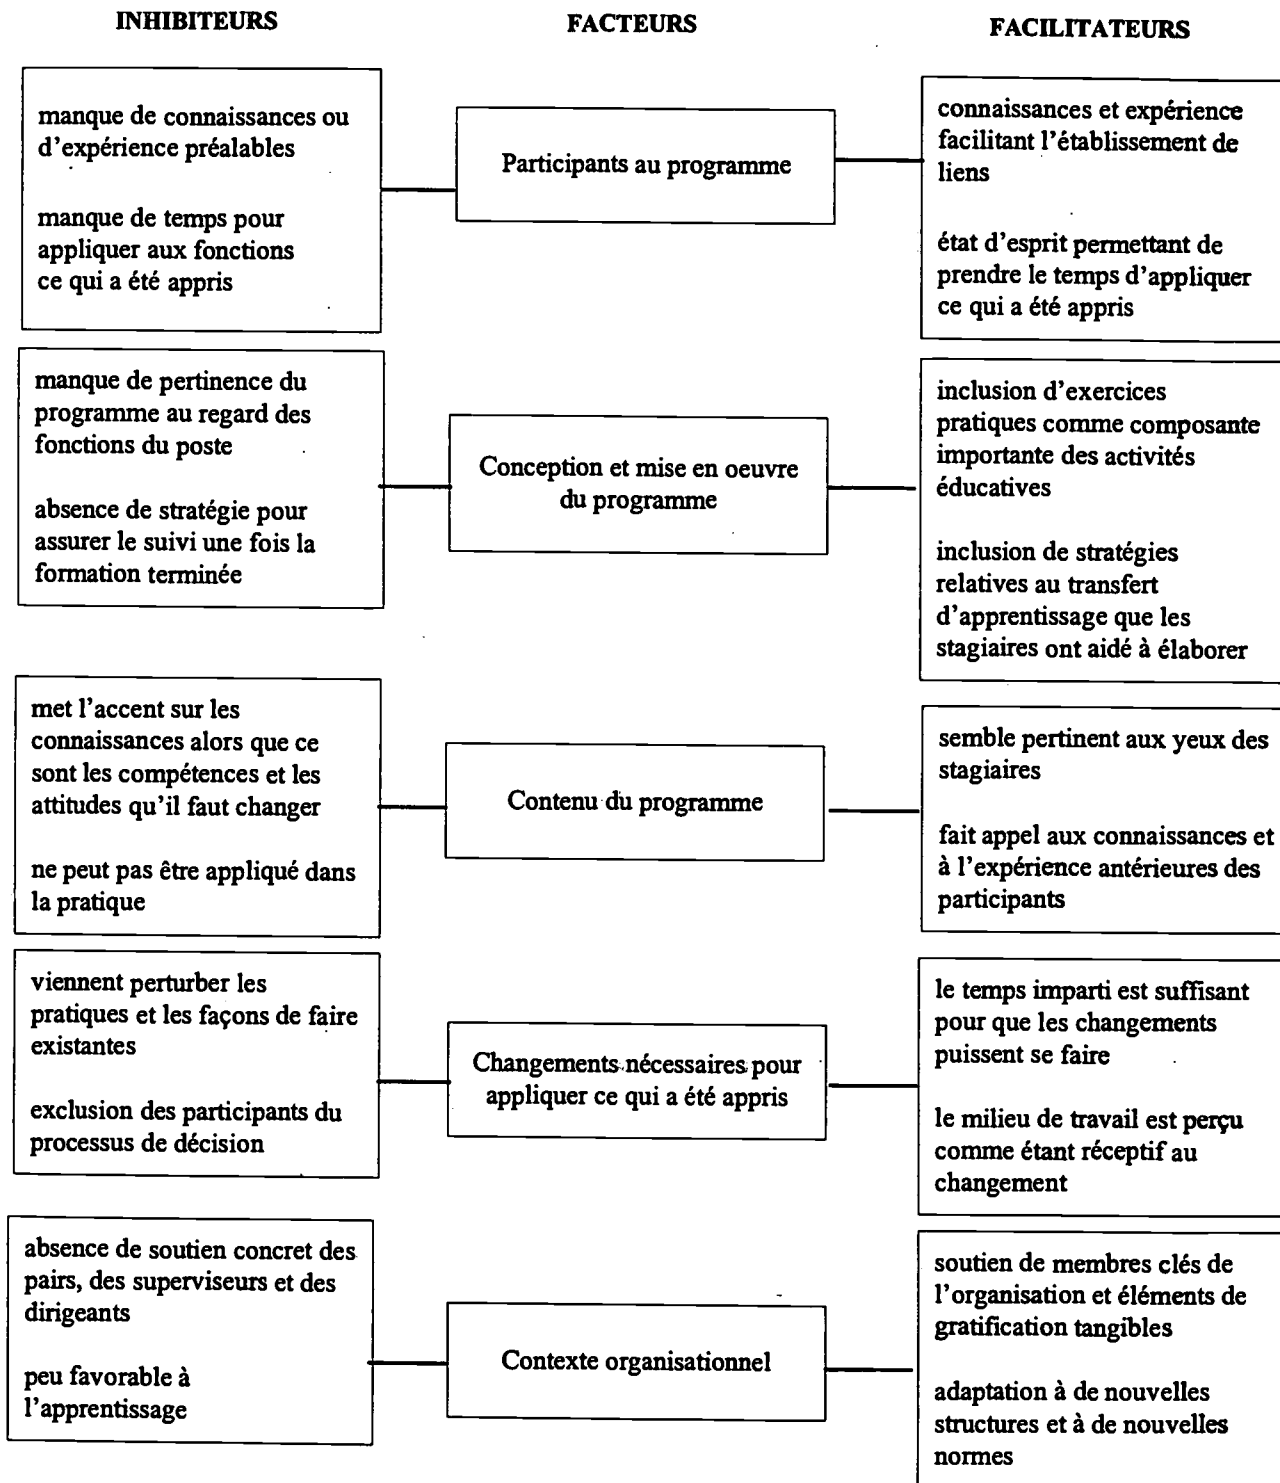 INHIBITEURS
FACTEURS
FACILITATEURS
manque de connaissances ou
d'expérience préalables
manque de temps pour
appliquer aux fonctions
ce qui a été appris
Participants au programme
connaissances et expérience
facilitant l'établissement de
liens
état d'esprit permettant de
prendre le temps d'appliquer
ce qui a été appris
manque de pertinence du
programme au regard des
fonctions du poste
absence de stratégie pour
assurer le suivi une fois la
formation terminée
Conception et mise en oeuvre
du programme
inclusion d'exercices
pratiques comme composante
importante des activités
éducatives
inclusion de stratégies
relatives au transfert
d'apprentissage que les
stagiaires ont aidé à élaborer
met l'accent sur les
connaissances alors que ce
sont les compétences et les
attitudes qu'il faut changer
ne peut pas être appliqué dans
la pratique
Contenu du programme
semble pertinent aux yeux des
stagiaires
fait appel aux connaissances et
à l'expérience antérieures des
participants
viennent perturber les
pratiques et les façons de faire
existantes
exclusion des participants du
processus de décision
Changements nécessaires pour
appliquer ce qui a été appris
le temps imparti est suffisant
pour que les changements
puissent se faire
le milieu de travail est perçu
comme étant réceptif au
changement
absence de soutien concret des
pairs, des superviseurs et des
dirigeants
peu favorable à
l'apprentissage
Contexte organisationnel
soutien de membres clés de
l'organisation et éléments de
gratification tangibles
adaptation à de nouvelles
structures et à de nouvelles
normes